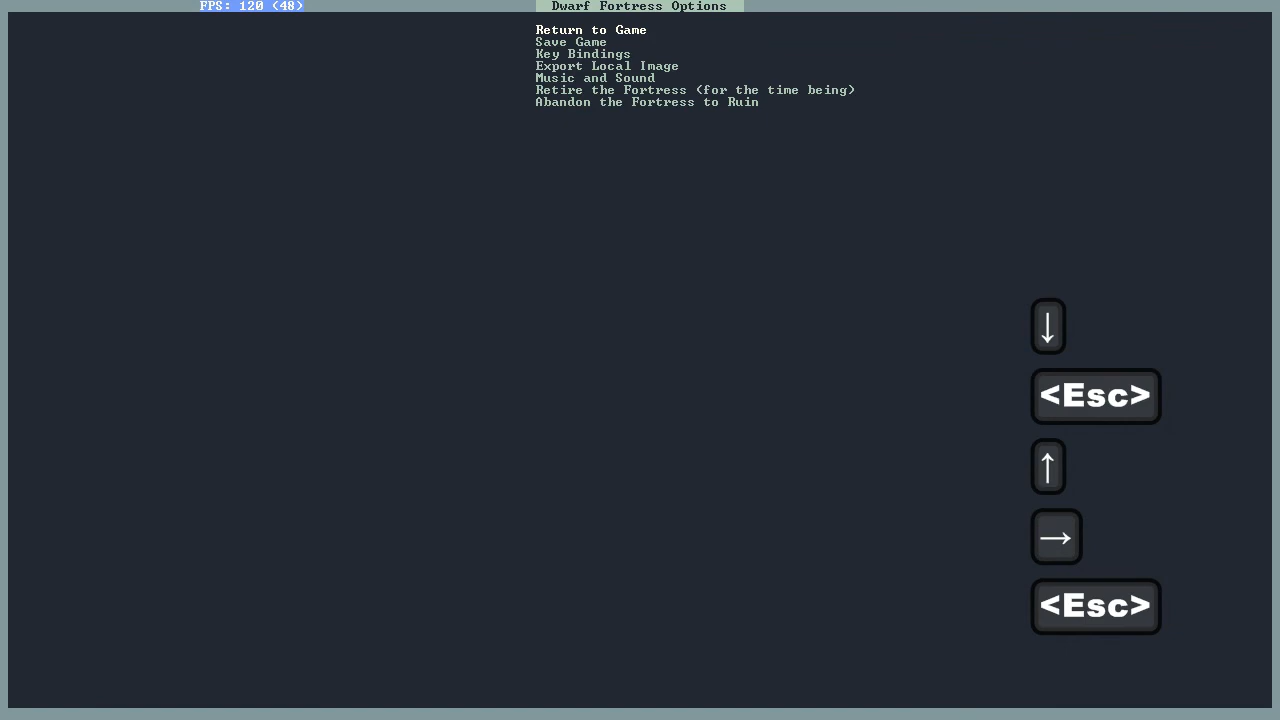 FPS: 120 (48)
Dwarf Fortress Options
Return to Game
Save Game
Key Bindings
Export Local Image
Music and Sound
Retire the Fortress (for the time being)
Abandon the Fortress to Ruin
↓
<Esc>
↑
→
<Esc>